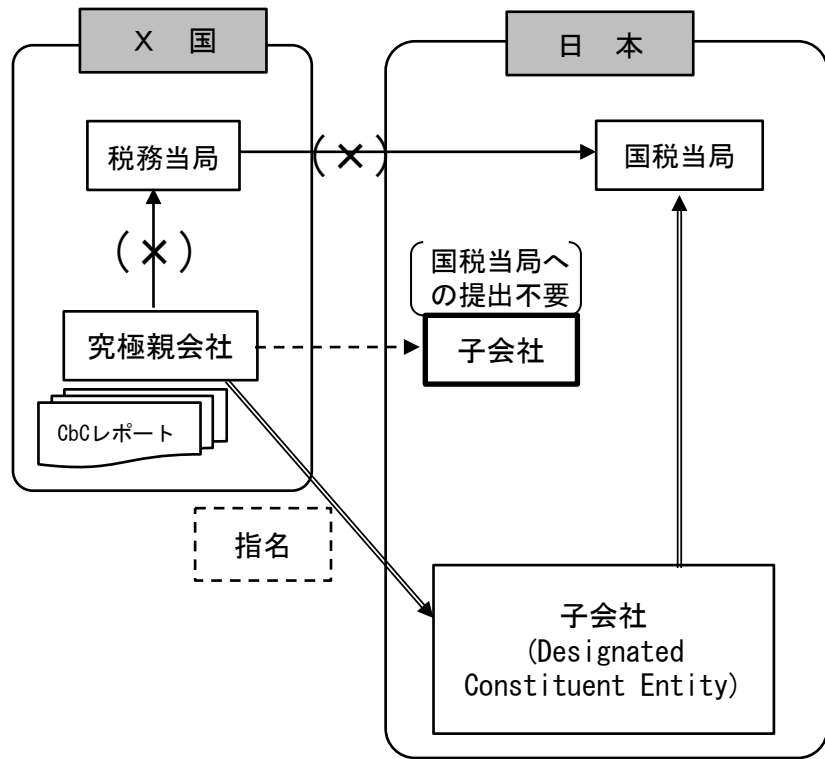 X 国
日 本
税務当局
(×)
国税当局
(×)
国税当局へ
の提出不要
究極親会社
子会社
CbCレポート
指名
子会社
(Designated
Constituent Entity)